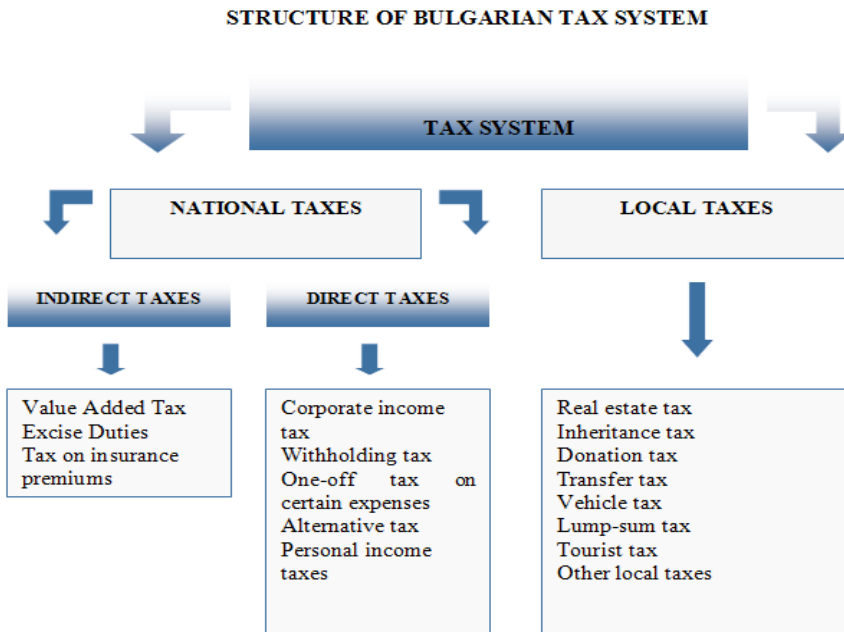 STRUCTURE OF BULGARIAN TAX SYSTEM
TAX SYSTEM
NATIONAL TAXES
LOCAL TAXES
INDIRECT TAXES
DIRECT TAXES
Value Added Tax
Excise Duties
Tax on insurance
premiums
Corporate income
tax
Withholding tax
One-off tax on
certain expenses
Alternative tax
Personal income
taxes
Real estate tax
Inheritance tax
Donation tax
Transfer tax
Vehicle tax
Lump-sum tax
Tourist tax
Other local taxes